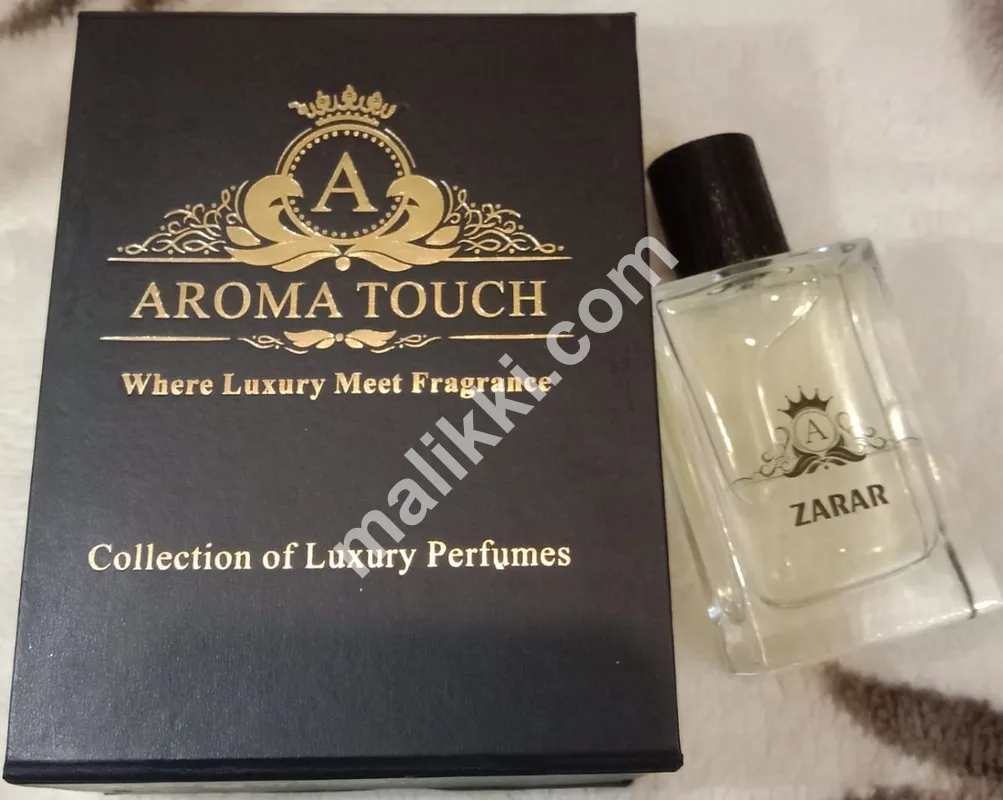 A
AROMA TOUCH
Where Luxury Meet Fragrance
Collection of Luxury Perfumes
A
ZARAR
malikki.com